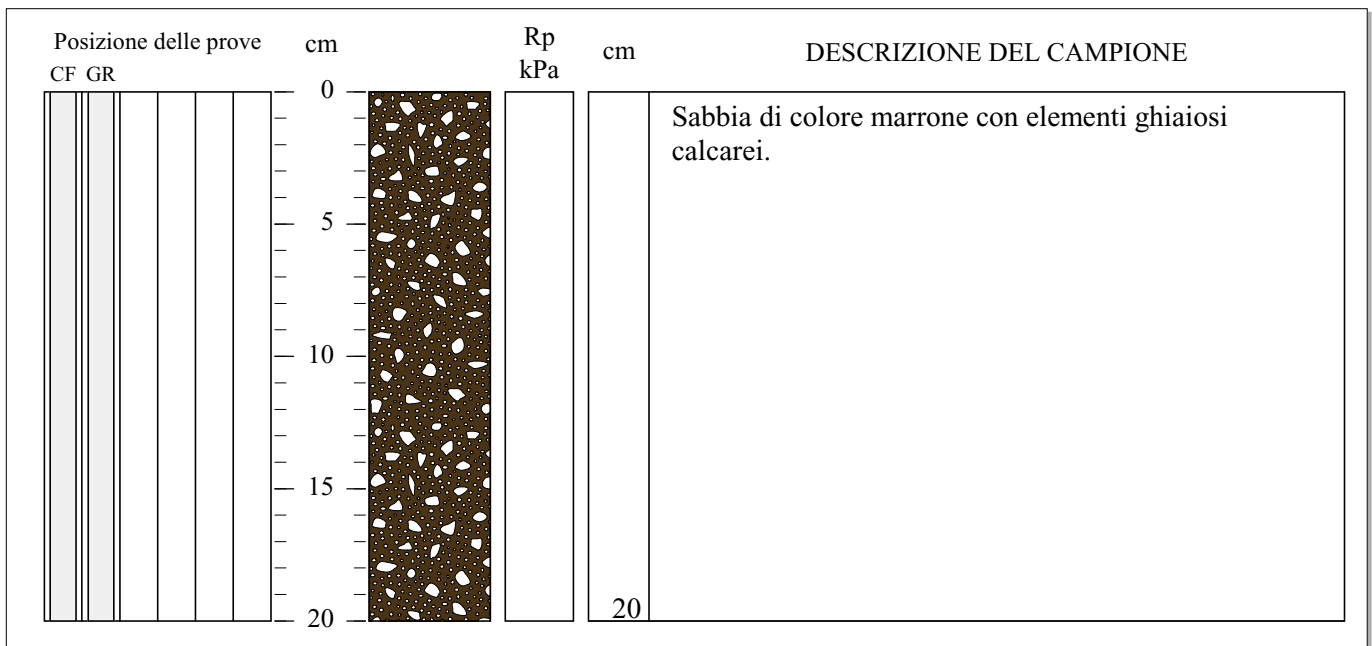 Posizione delle prove
CF GR
cm
Rp
kPa
cm
DESCRIZIONE DEL CAMPIONE
0
5
10
15
20
20
Sabbia di colore marrone con elementi ghiaiosi
calcarei.